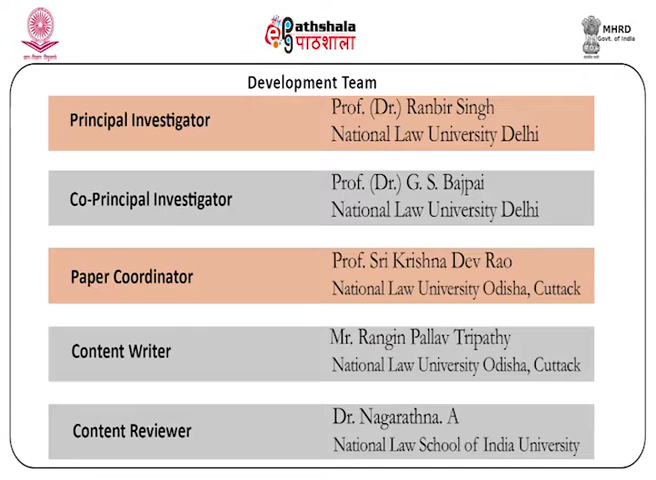 Pathshala
पाठशाला
MHRD
Govt. of India
Development Team
Principal Investigator
Prof. (Dr.) Ranbir Singh
National Law University Delhi
Co-Principal Investigator
Prof. (Dr.) G. S. Bajpai
National Law University Delhi
Paper Coordinator
Prof. Sri Krishna Dev Rao
National Law University Odisha, Cuttack
Content Writer
Mr. Rangin Pallav Tripathy
National Law University Odisha, Cuttack
Content Reviewer
Dr. Nagarathna. A
National Law School of India University